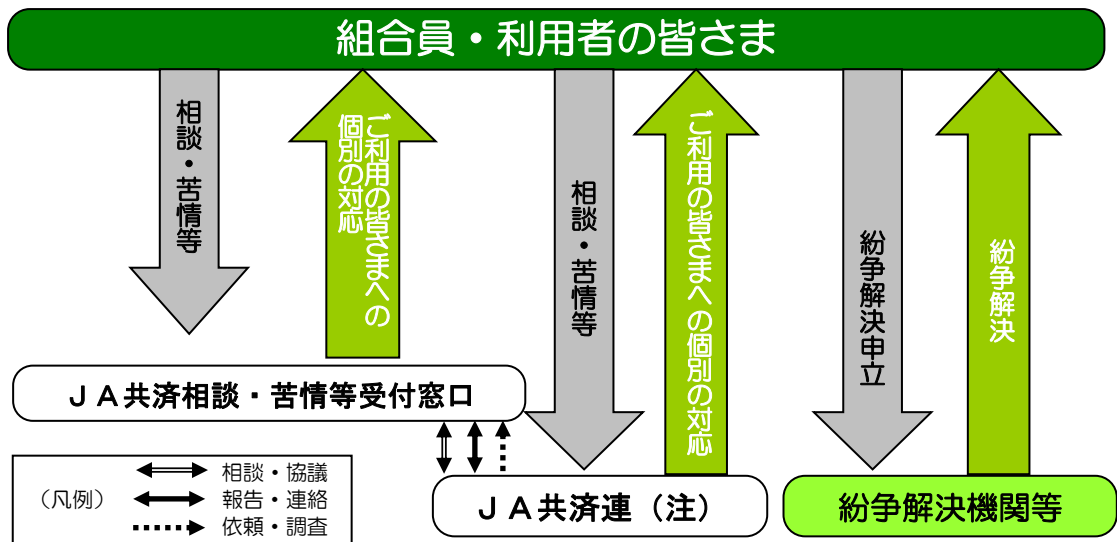 組合員・利用者の皆さま
相談・苦情等
ご利用の皆さまへの
個別の対応
相談・苦情等
ご利用の皆さまへの個別の対応
紛争解決申立
紛争解決
ＪＡ共済相談・苦情等受付窓口
（凡例）
相談・協議
報告・連絡
依頼・調査
ＪＡ共済連（注）
紛争解決機関等